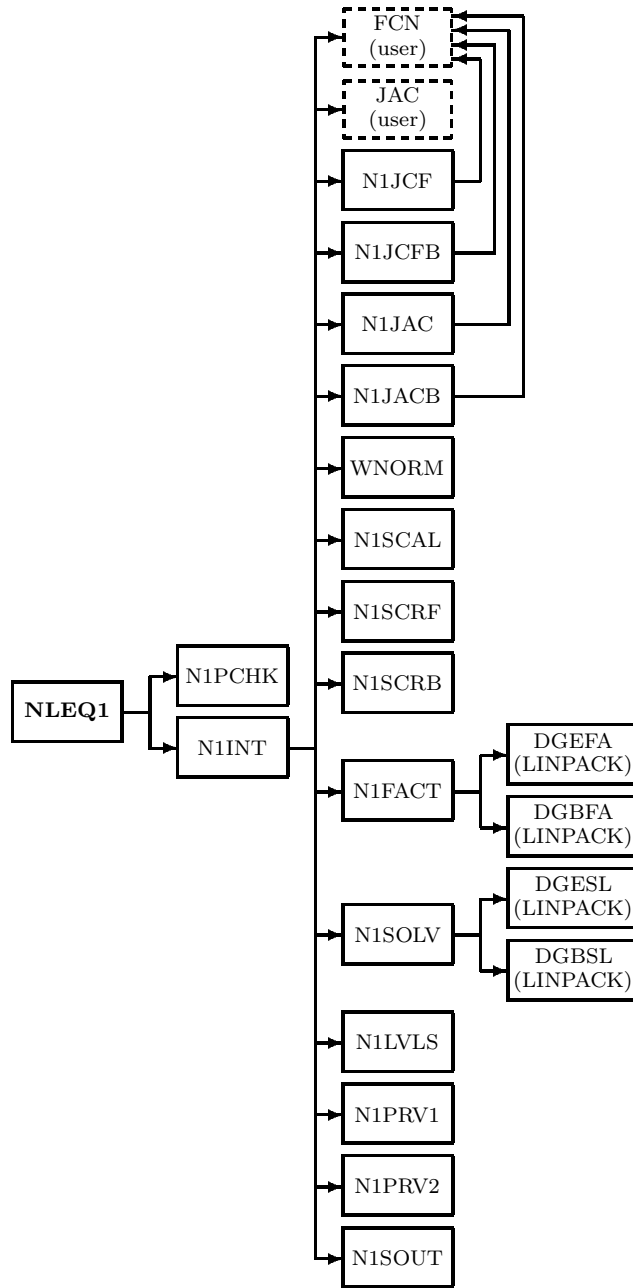 FCN
(user)
JAC
(user)
N1JCF
N1JCFB
N1JAC
N1JACB
WNORM
N1SCAL
N1SCRF
N1PCHK
N1SCRB
NLEQ1
N1INT
DGEFA
(LINPACK)
N1FACT
DGBFA
(LINPACK)
DGESL
(LINPACK)
N1SOLV
DGBSL
(LINPACK)
N1LVLS
N1PRV1
N1PRV2
N1SOUT